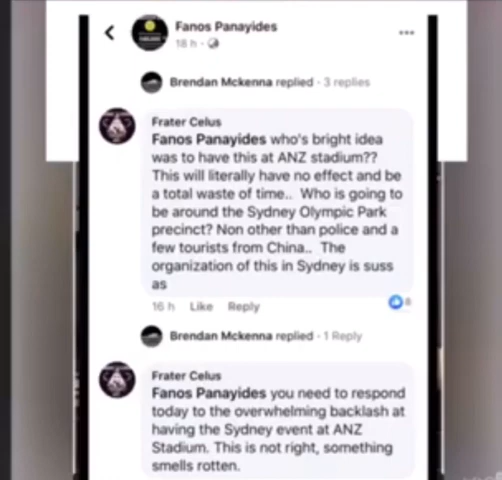 Fanos Panayides
18 h
Brendan Mckenna replied · 3 replies
Frater Celus
Fanos Panayides who's bright idea
was to have this at ANZ stadium??
This will literally have no effect and be
a total waste of time.. Who is going to
be around the Sydney Olympic Park
precinct? Non other than police and a
few tourists from China.. The
organization of this in Sydney is suss
as
16 h Like Reply 8
Brendan Mckenna replied · 1 Reply
Frater Celus
Fanos Panayides you need to respond
today to the overwhelming backlash at
having the Sydney event at ANZ
Stadium. This is not right, something
smells rotten.